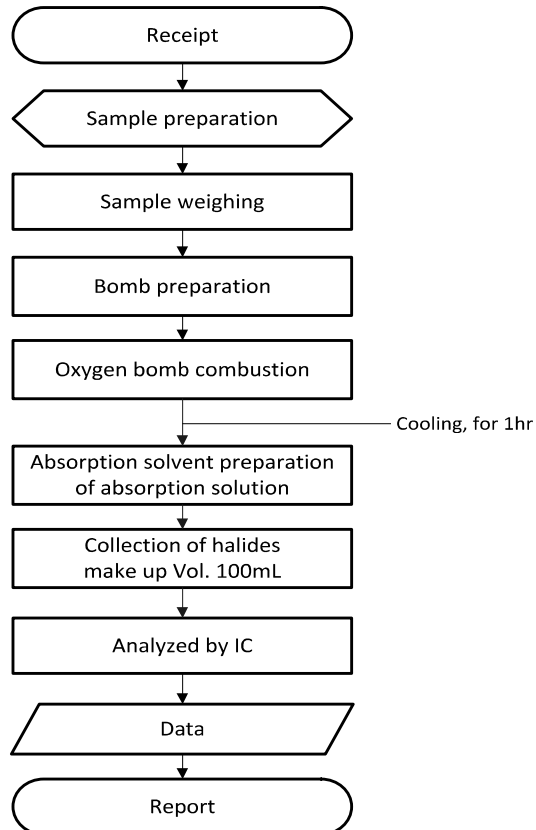 Receipt
Sample preparation
Sample weighing
Bomb preparation
Oxygen bomb combustion
Cooling, for 1hr
Absorption solvent preparation
of absorption solution
Collection of halides
make up Vol. 100mL
Analyzed by IC
Data
Report